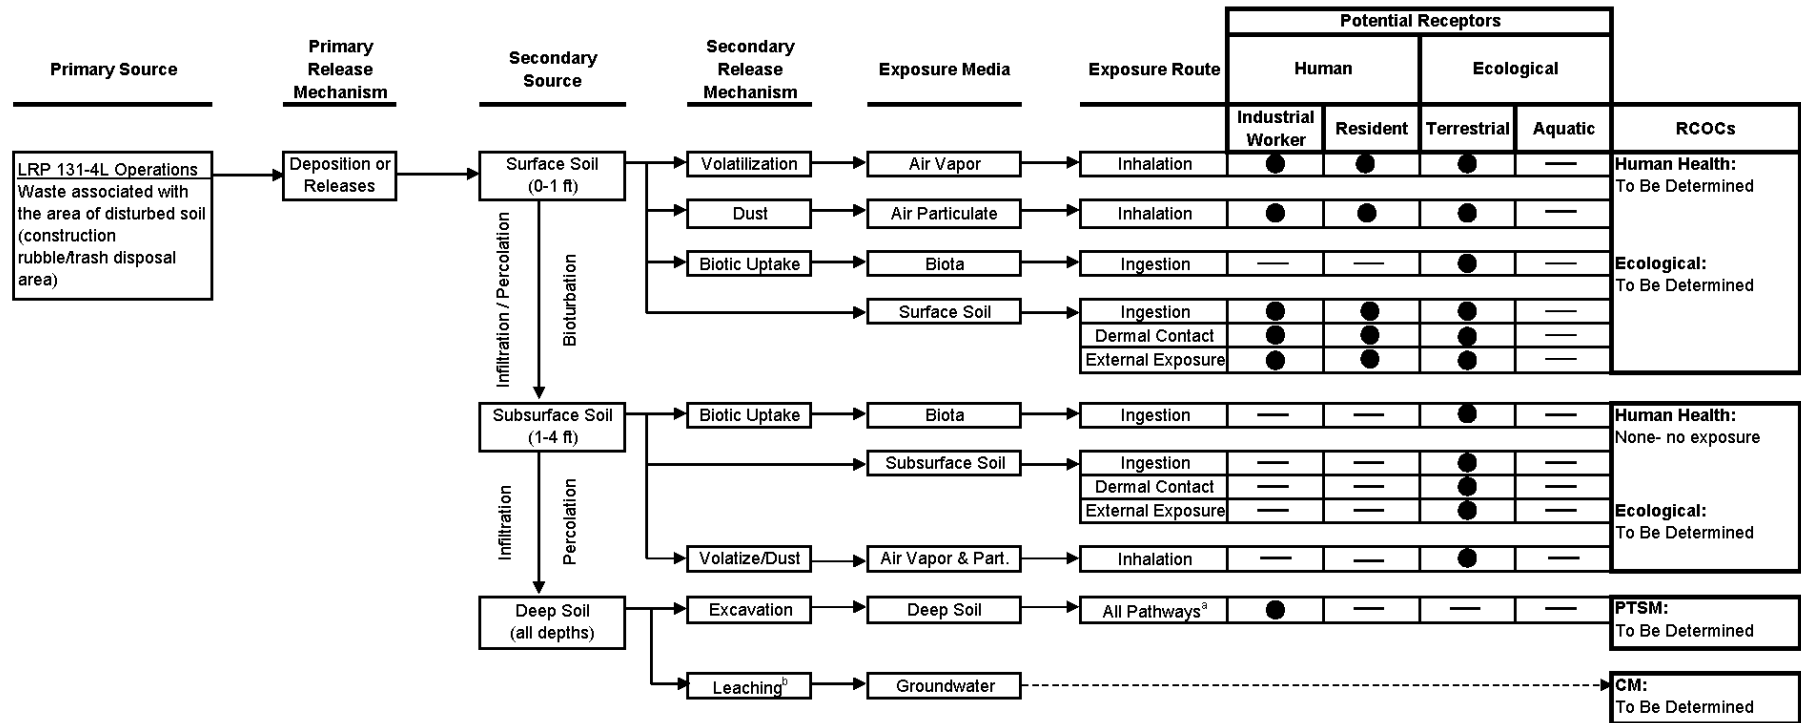 Potential Receptors
Primary Source
Primary
Release
Mechanism
Secondary
Source
Secondary
Release
Mechanism
Exposure Media
Exposure Route
Human
Ecological
Industrial
Worker
Resident
Terrestrial
Aquatic
RCOCs
LRP 131-4L Operations
Waste associated with
the area of disturbed soil
(construction
rubble/trash disposal
area)
Deposition or
Releases
Surface Soil
(0-1 ft)
Volatilization
Air Vapor
Inhalation
—
Human Health:
To Be Determined
Dust
Air Particulate
Inhalation
—
Biotic Uptake
Biota
Ingestion
— — —
Ecological:
To Be Determined
Surface Soil
Ingestion
—
Dermal Contact
—
External Exposure
—
Infiltration / Percolation
Bioturbation
Subsurface Soil
(1-4 ft)
Biotic Uptake
Biota
Ingestion
— — —
Human Health:
None- no exposure
Subsurface Soil
Ingestion
— — —
Dermal Contact
— — —
External Exposure
— — —
Ecological:
To Be Determined
Infiltration
Percolation
Volatize/Dust
Air Vapor & Part.
Inhalation
— — —
Deep Soil
(all depths)
Excavation
Deep Soil
All Pathwaysᵃ
— — —
PTSM:
To Be Determined
Leachingᵇ
Groundwater
CM:
To Be Determined